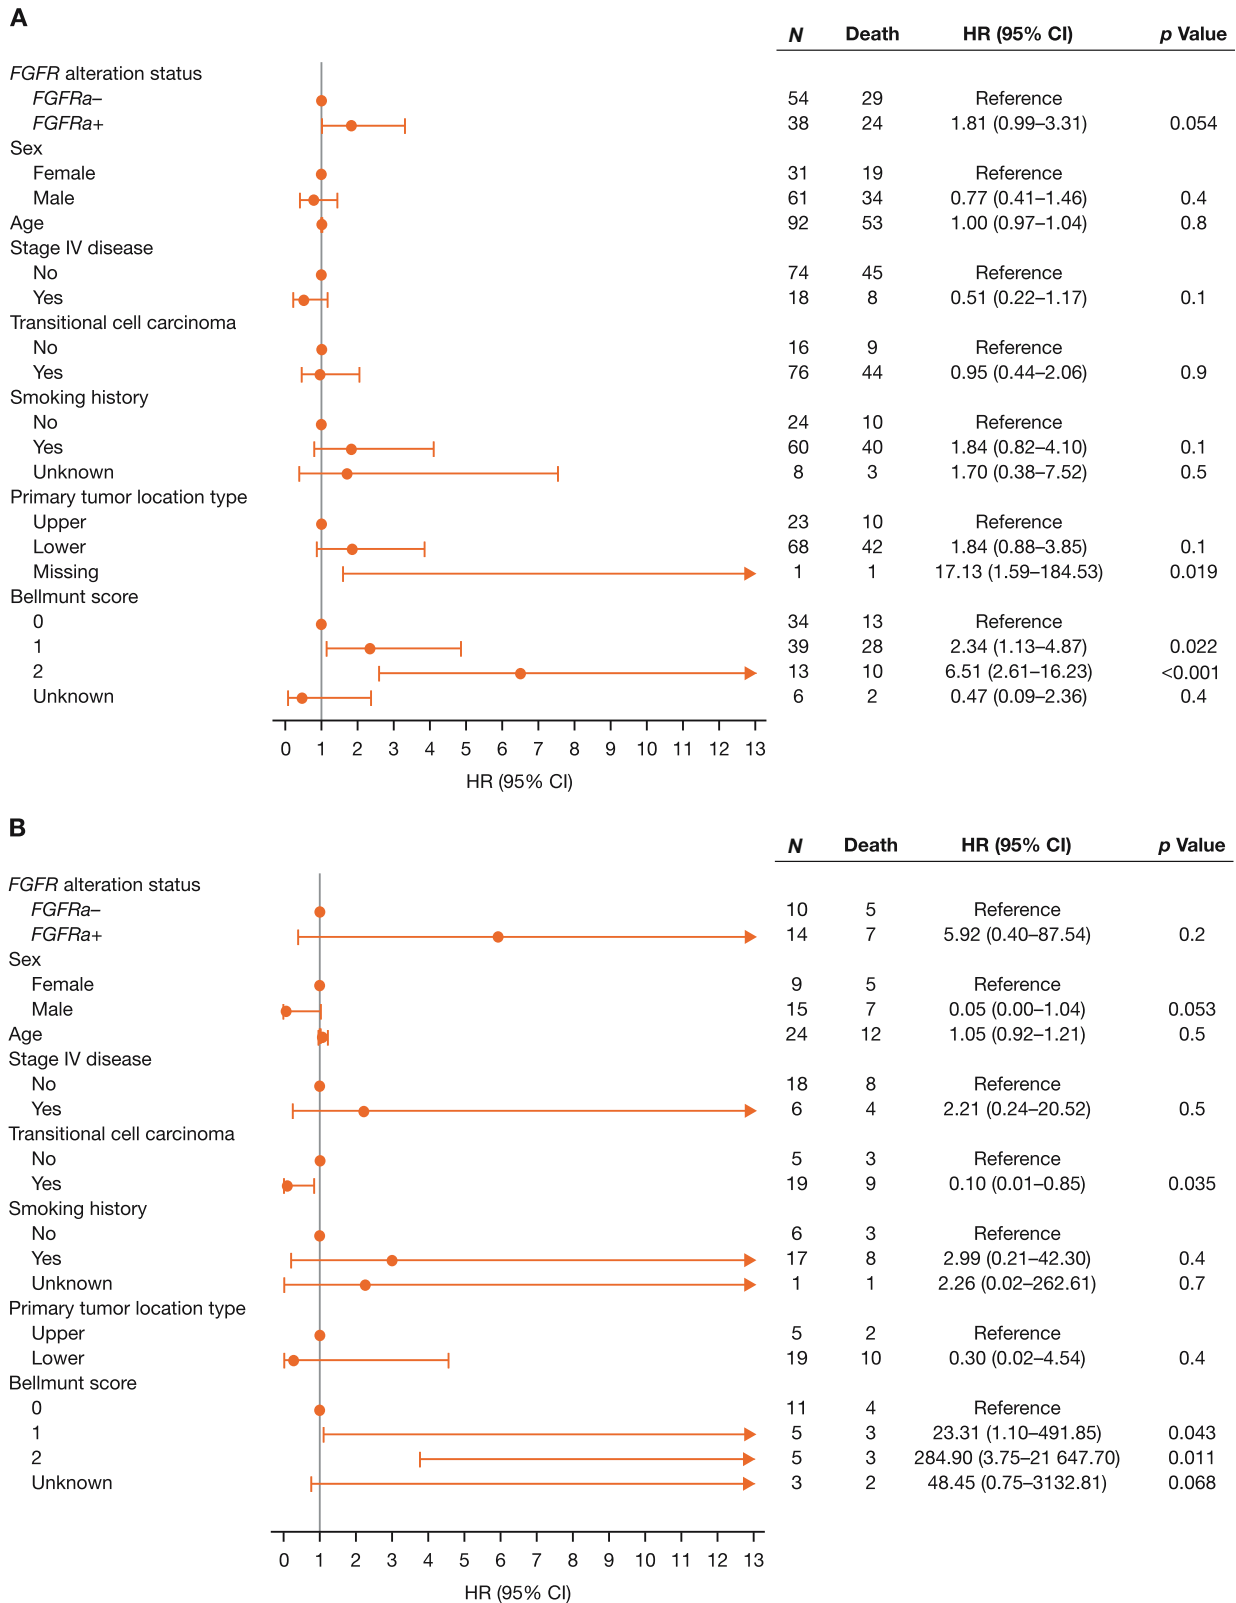 A
N Death HR (95% CI) p Value
FGFR alteration status
FGFRa– 54 29 Reference
FGFRa+ 38 24 1.81 (0.99–3.31) 0.054
Sex
Female 31 19 Reference
Male 61 34 0.77 (0.41–1.46) 0.4
Age 92 53 1.00 (0.97–1.04) 0.8
Stage IV disease
No 74 45 Reference
Yes 18 8 0.51 (0.22–1.17) 0.1
Transitional cell carcinoma
No 16 9 Reference
Yes 76 44 0.95 (0.44–2.06) 0.9
Smoking history
No 24 10 Reference
Yes 60 40 1.84 (0.82–4.10) 0.1
Unknown 8 3 1.70 (0.38–7.52) 0.5
Primary tumor location type
Upper 23 10 Reference
Lower 68 42 1.84 (0.88–3.85) 0.1
Missing 1 1 17.13 (1.59–184.53) 0.019
Bellmunt score
0 34 13 Reference
1 39 28 2.34 (1.13–4.87) 0.022
2 13 10 6.51 (2.61–16.23) <0.001
Unknown 6 2 0.47 (0.09–2.36) 0.4
0 1 2 3 4 5 6 7 8 9 10 11 12 13
HR (95% CI)
B
N Death HR (95% CI) p Value
FGFR alteration status
FGFRa– 10 5 Reference
FGFRa+ 14 7 5.92 (0.40–87.54) 0.2
Sex
Female 9 5 Reference
Male 15 7 0.05 (0.00–1.04) 0.053
Age 24 12 1.05 (0.92–1.21) 0.5
Stage IV disease
No 18 8 Reference
Yes 6 4 2.21 (0.24–20.52) 0.5
Transitional cell carcinoma
No 5 3 Reference
Yes 19 9 0.10 (0.01–0.85) 0.035
Smoking history
No 6 3 Reference
Yes 17 8 2.99 (0.21–42.30) 0.4
Unknown 1 1 2.26 (0.02–262.61) 0.7
Primary tumor location type
Upper 5 2 Reference
Lower 19 10 0.30 (0.02–4.54) 0.4
Bellmunt score
0 11 4 Reference
1 5 3 23.31 (1.10–491.85) 0.043
2 5 3 284.90 (3.75–21 647.70) 0.011
Unknown 3 2 48.45 (0.75–3132.81) 0.068
0 1 2 3 4 5 6 7 8 9 10 11 12 13
HR (95% CI)